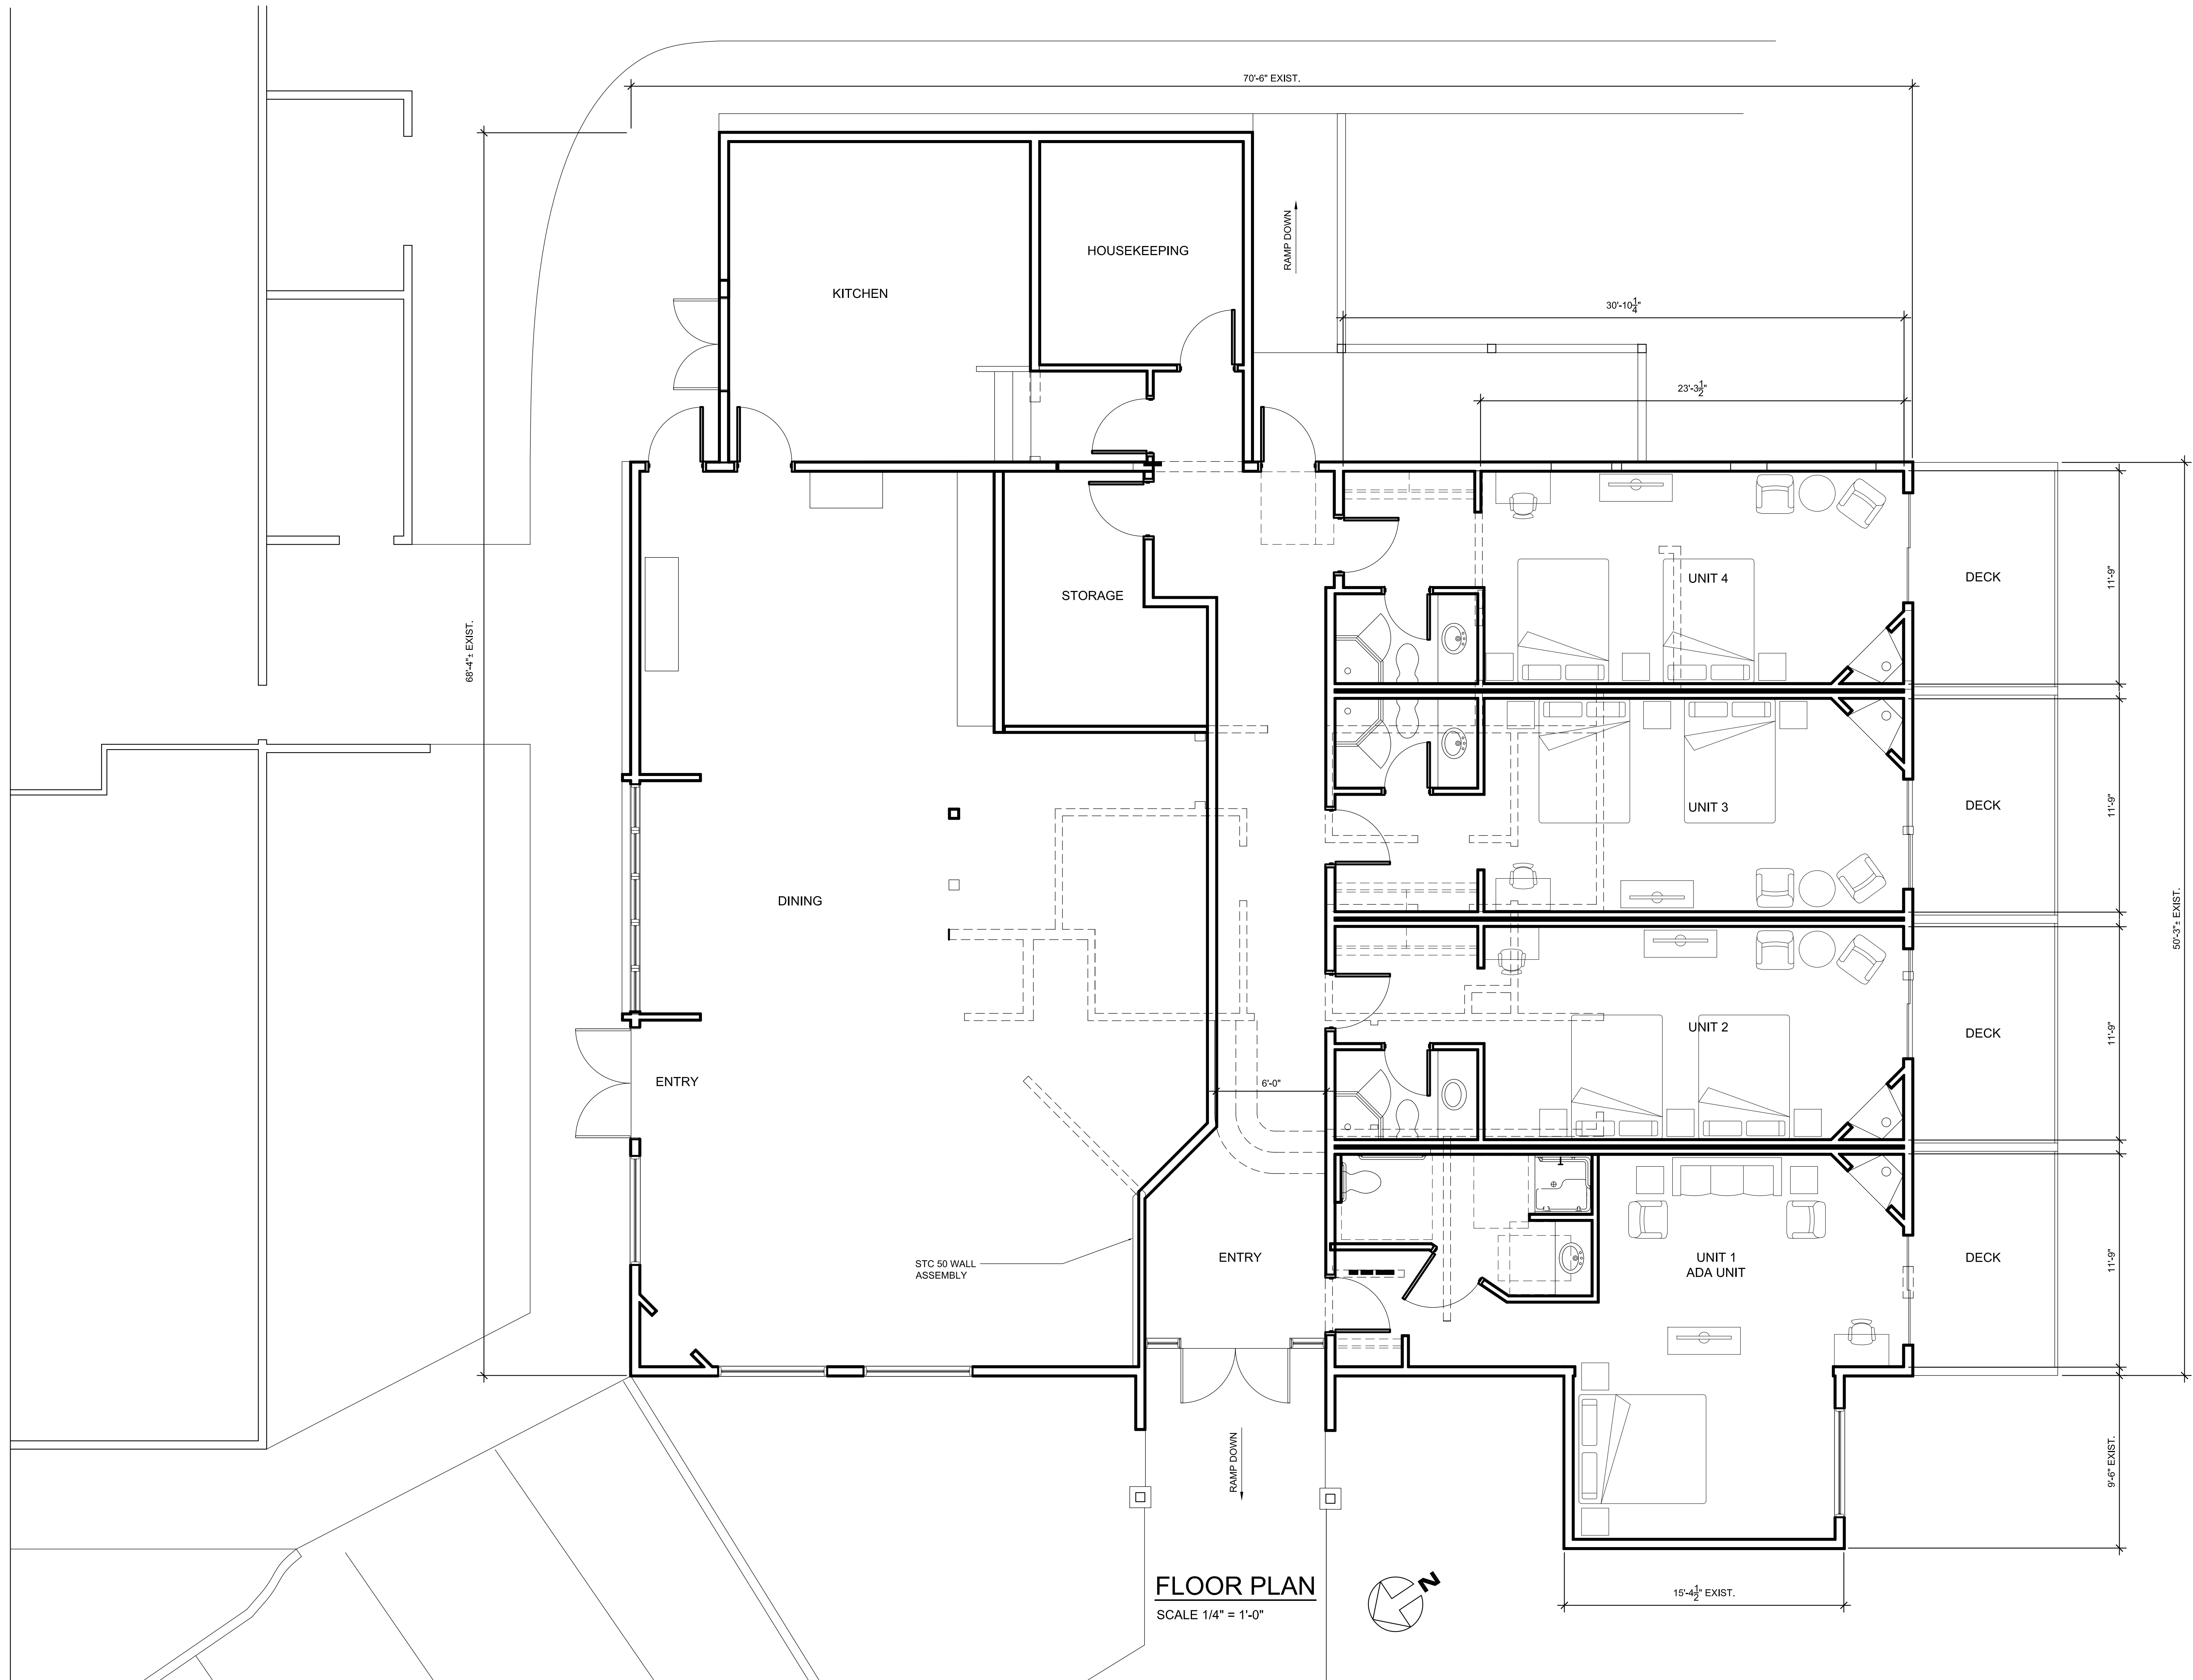 70'-6" EXIST.
RAMP DOWN
HOUSEKEEPING
KITCHEN
30'-10 1/4"
23'-3 1/2"
68'-4"± EXIST.
STORAGE
UNIT 4
DECK
11'-9"
UNIT 3
DECK
11'-9"
DINING
50'-3"± EXIST.
UNIT 2
DECK
11'-9"
ENTRY
6'-0"
STC 50 WALL
ASSEMBLY
ENTRY
UNIT 1
ADA UNIT
DECK
11'-9"
RAMP DOWN
9'-6" EXIST.
FLOOR PLAN
SCALE 1/4" = 1'-0"
N
15'-4 1/2" EXIST.